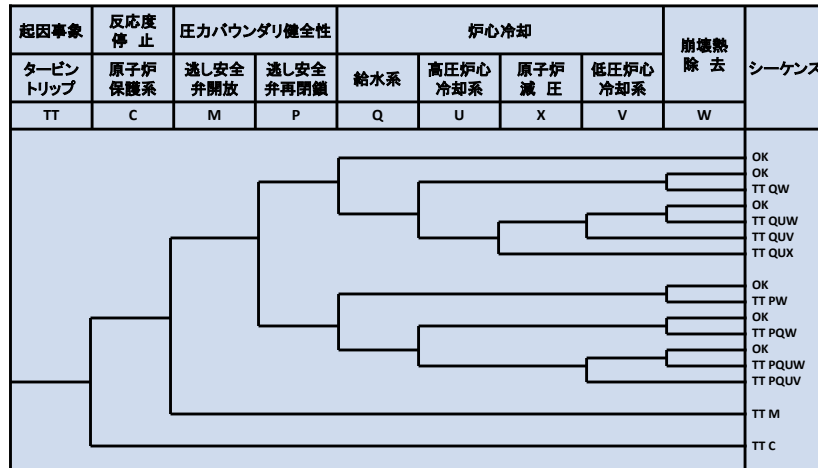 起因事象
反応度
停 止
圧力バウンダリ健全性
炉心冷却
崩壊熱
除 去
シーケンス
タービン
トリップ
原子炉
保護系
逃し安全
弁開放
逃し安全
弁再閉鎖
給水系
高圧炉心
冷却系
原子炉
減 圧
低圧炉心
冷却系
TT
C
M
P
Q
U
X
V
W
OK
OK
TT QW
OK
TT QUW
TT QUV
TT QUX
OK
TT PW
OK
TT PQW
OK
TT PQUW
TT PQUV
TT M
TT C